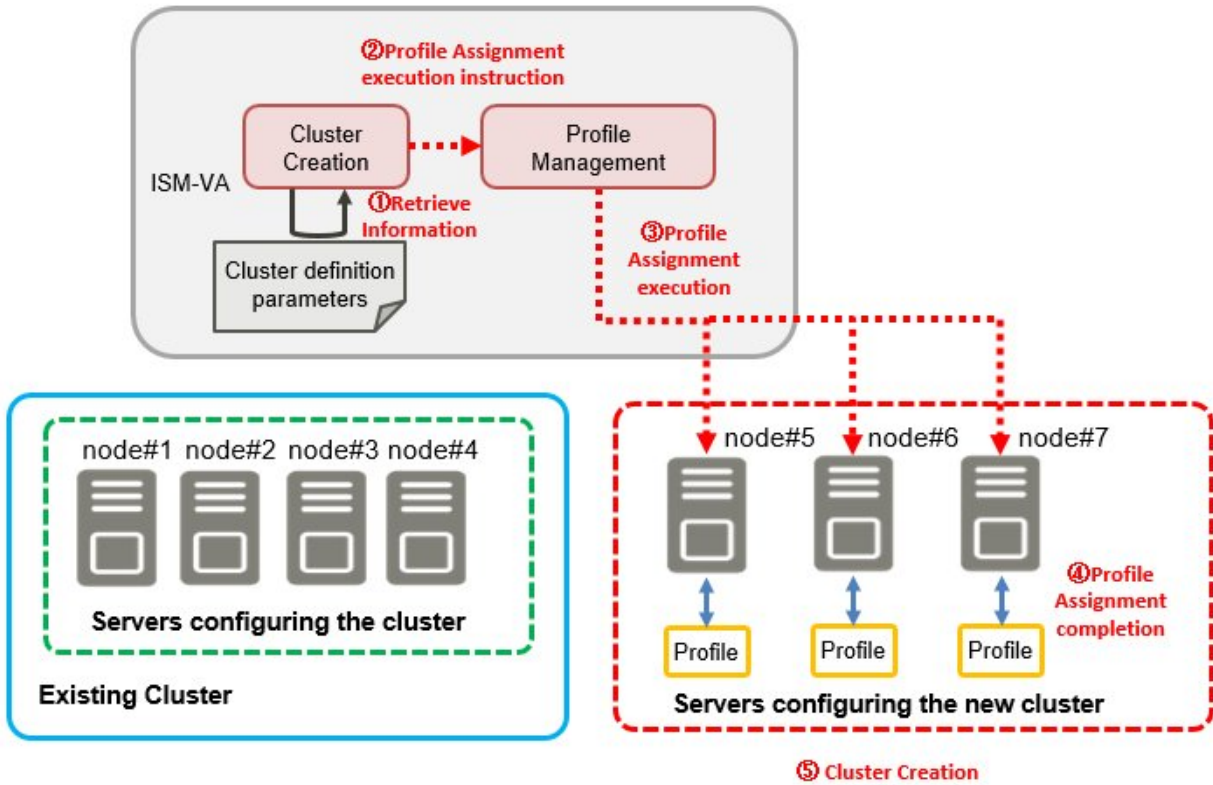 ②Profile Assignment
execution instruction
Cluster
Creation
Profile
Management
ISM-VA
①Retrieve
Information
Cluster definition
parameters
③Profile
Assignment
execution
node#1 node#2 node#3 node#4
Servers configuring the cluster
Existing Cluster
node#5 node#6 node#7
④Profile
Assignment
completion
Profile Profile Profile
Servers configuring the new cluster
⑤ Cluster Creation